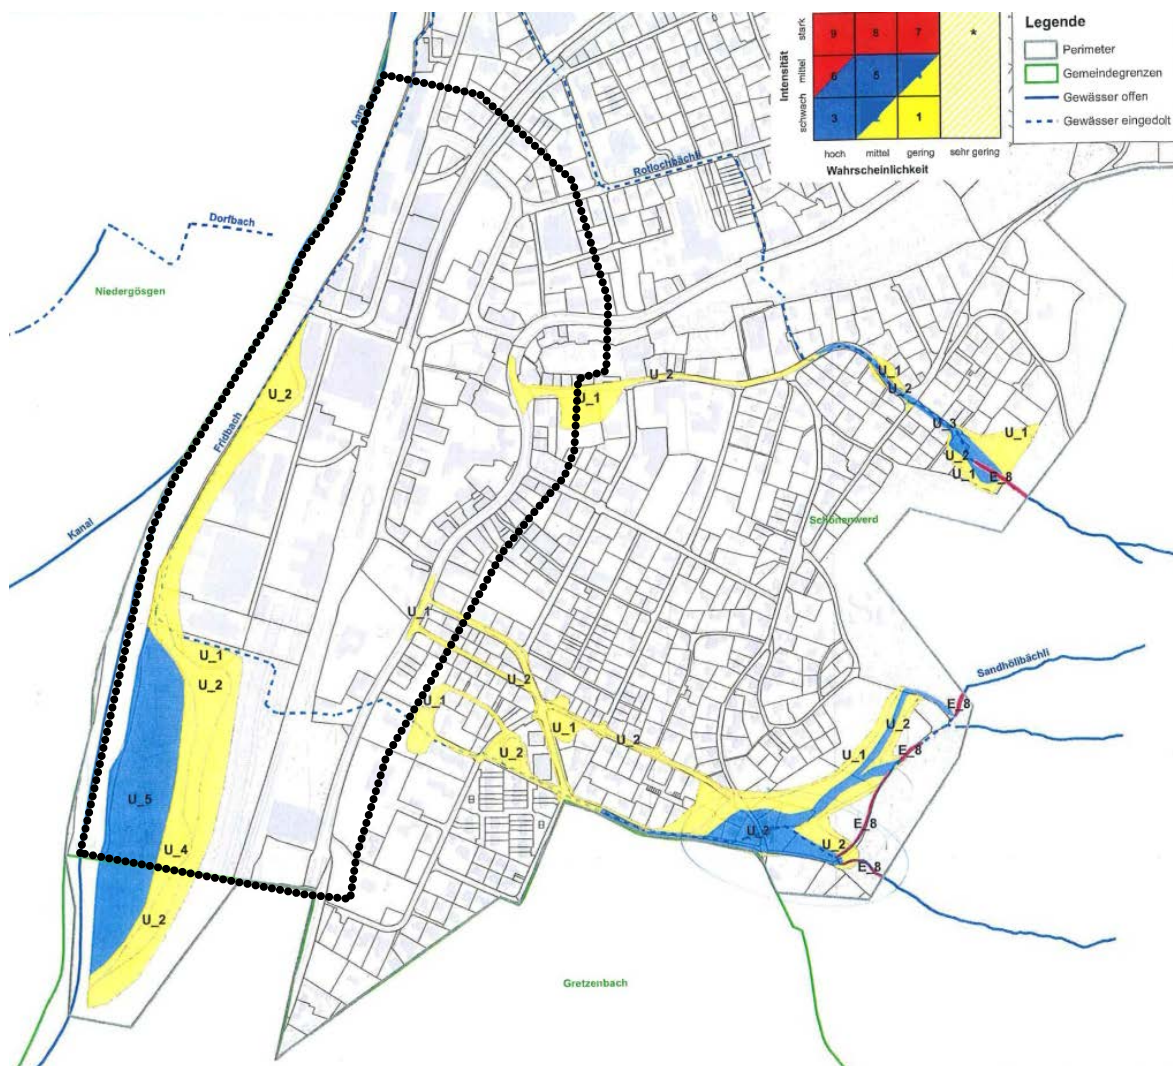 Intensität
stark
mittel
schwach
9
8
7
*
6
5
3
1
hoch
mittel
gering
sehr gering
Wahrscheinlichkeit
Legende
Perimeter
Gemeindegrenzen
Gewässer offen
Gewässer eingedolt
Aare
Rollochbächli
Dorfbach
Niedergösgen
U_2
U_2
U_1
U_1
U_2
Fridbach
U_3
U_1
U_2
U_1
E_8
Kanal
Schönenwerd
U_1
U_1
U_2
Sandhölibächli
U_2
U_1
E_8
U_1
U_2
U_2
U_2
U_1
E_8
U_5
B
B
U_3
E_8
U_4
U_2
E_8
U_2
Gretzenbach